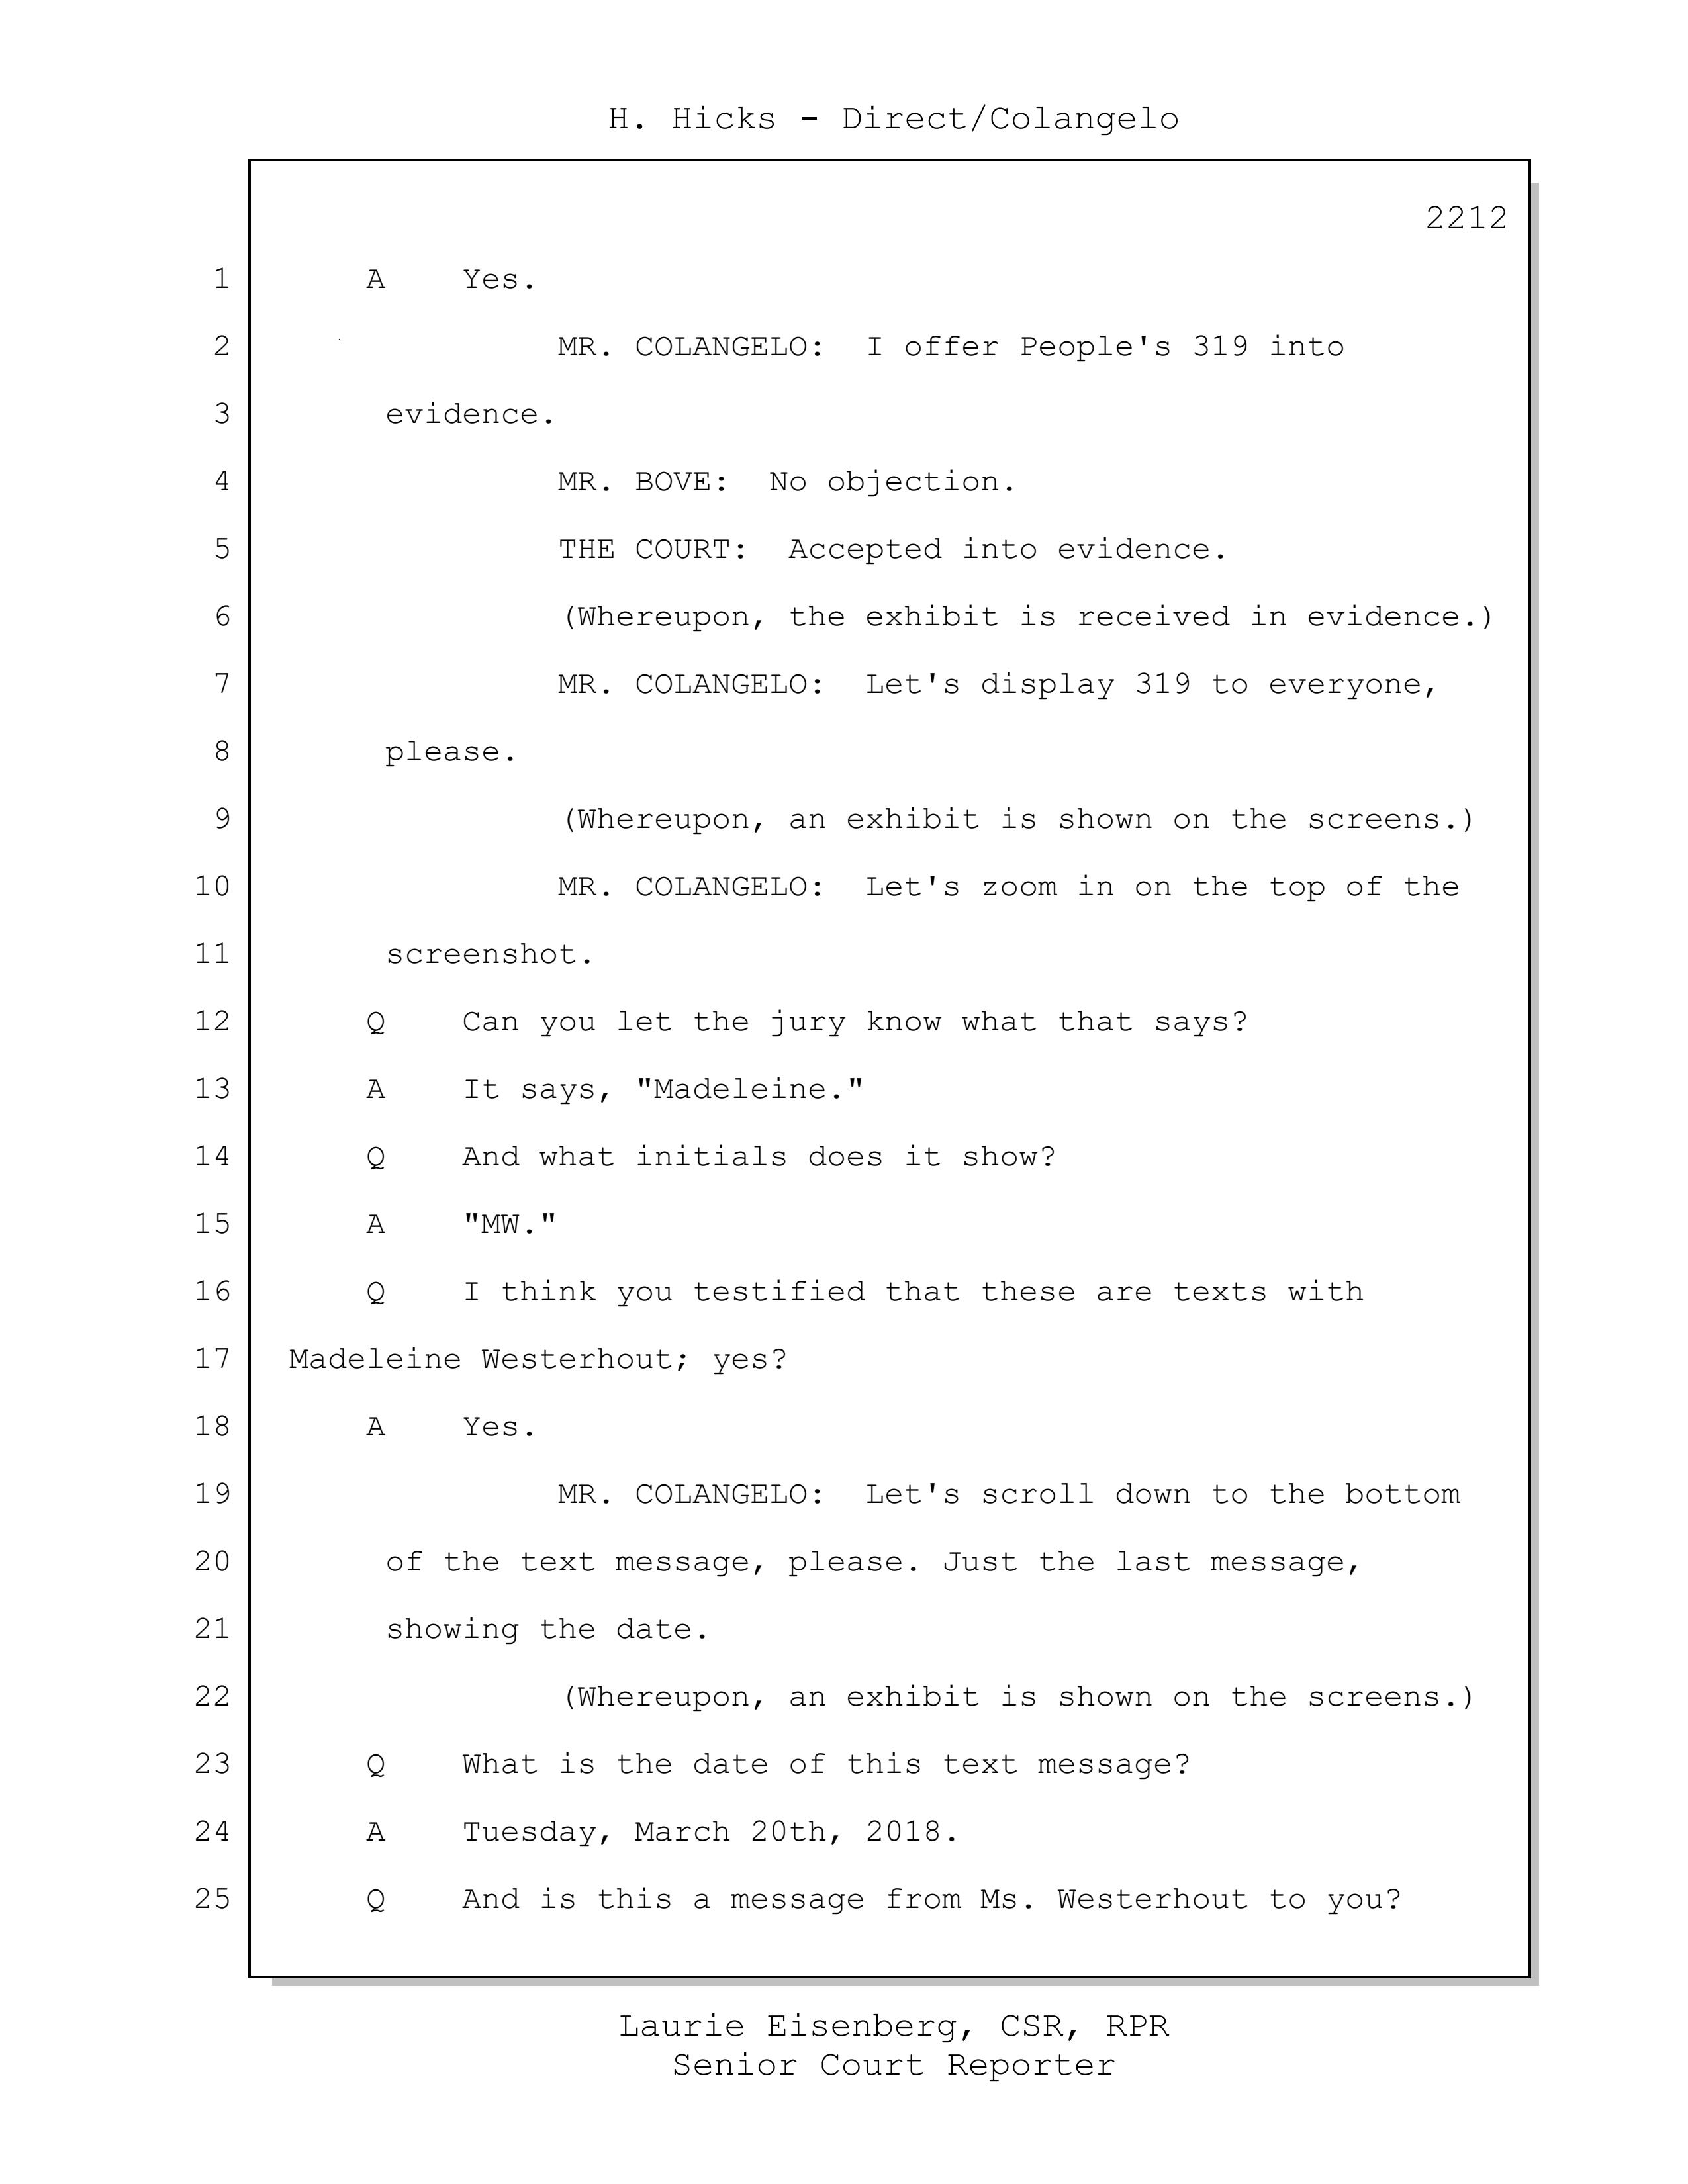 H. Hicks - Direct/Colangelo
2212
1 A Yes.
2 MR. COLANGELO: I offer People's 319 into
3 evidence.
4 MR. BOVE: No objection.
5 THE COURT: Accepted into evidence.
6 (Whereupon, the exhibit is received in evidence.)
7 MR. COLANGELO: Let's display 319 to everyone,
8 please.
9 (Whereupon, an exhibit is shown on the screens.)
10 MR. COLANGELO: Let's zoom in on the top of the
11 screenshot.
12 Q Can you let the jury know what that says?
13 A It says, "Madeleine."
14 Q And what initials does it show?
15 A "MW."
16 Q I think you testified that these are texts with
17 Madeleine Westerhout; yes?
18 A Yes.
19 MR. COLANGELO: Let's scroll down to the bottom
20 of the text message, please. Just the last message,
21 showing the date.
22 (Whereupon, an exhibit is shown on the screens.)
23 Q What is the date of this text message?
24 A Tuesday, March 20th, 2018.
25 Q And is this a message from Ms. Westerhout to you?
Laurie Eisenberg, CSR, RPR
Senior Court Reporter